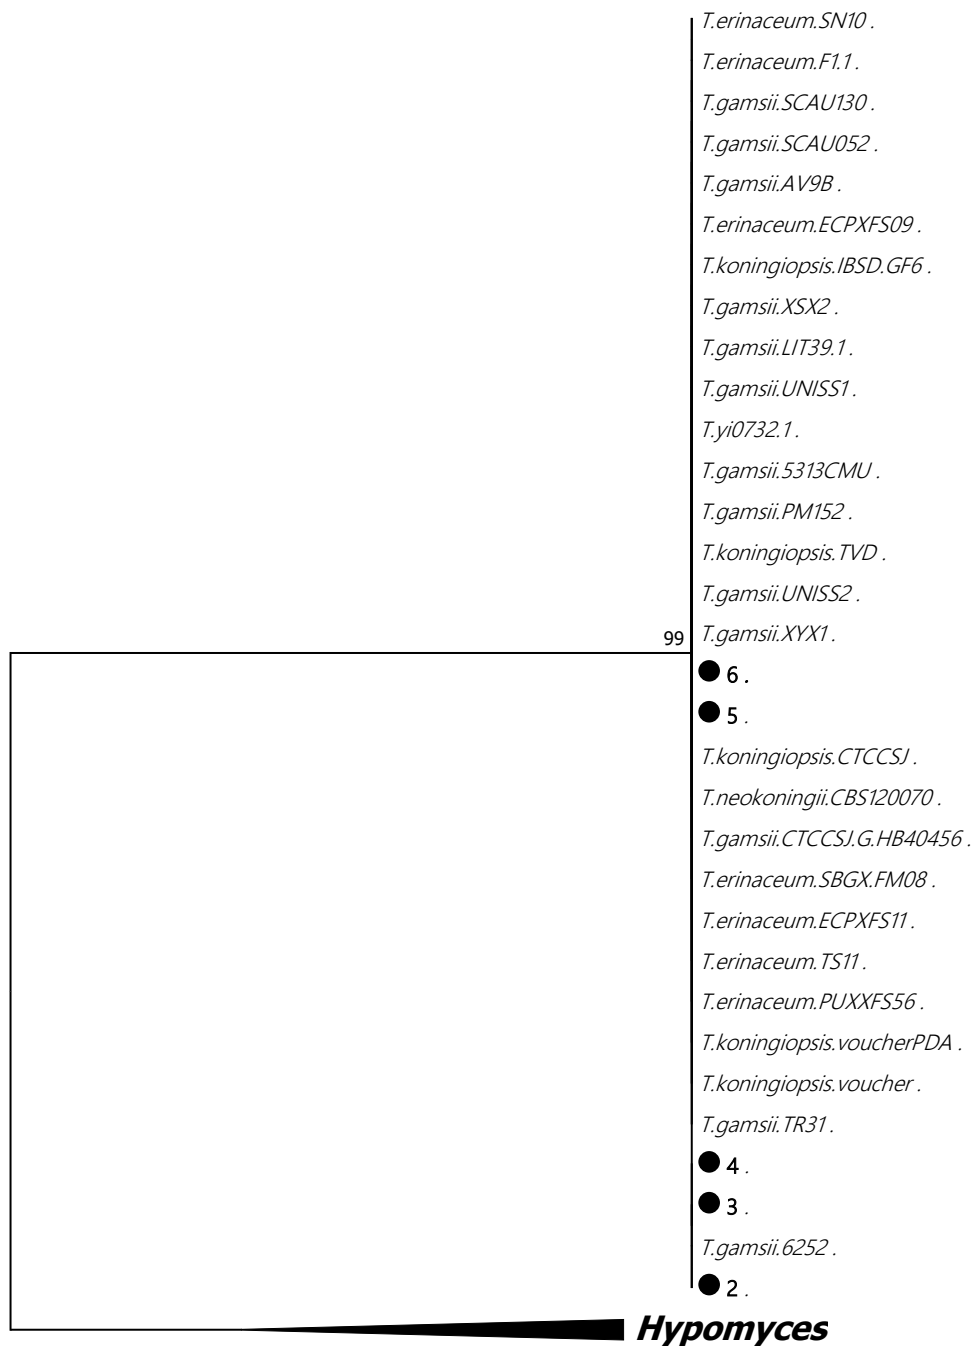 T.erinaceum.SN10 .
T.erinaceum.F1.1 .
T.gamsii.SCAU130 .
T.gamsii.SCAU052 .
T.gamsii.AV9B .
T.erinaceum.ECPXFS09 .
T.koningiopsis.IBSD.GF6 .
T.gamsii.XSX2 .
T.gamsii.LIT39.1 .
T.gamsii.UNISS1 .
T.yi0732.1 .
T.gamsii.5313CMU .
T.gamsii.PM152 .
T.koningiopsis.TVD .
T.gamsii.UNISS2 .
99 T.gamsii.XYX1 .
6 .
5 .
T.koningiopsis.CTCCSJ .
T.neokoningii.CBS120070 .
T.gamsii.CTCCSJ.G.HB40456 .
T.erinaceum.SBGX.FM08 .
T.erinaceum.ECPXFS11 .
T.erinaceum.TS11 .
T.erinaceum.PUXXFS56 .
T.koningiopsis.voucherPDA .
T.koningiopsis.voucher .
T.gamsii.TR31 .
4 .
3 .
T.gamsii.6252 .
2 .
Hypomyces